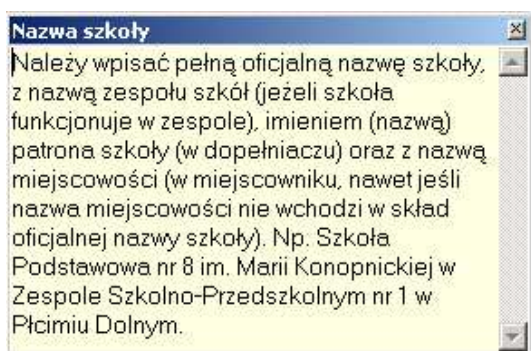 Nazwa szkoły
Należy wpisać pełną oficjalną nazwę szkoły,
z nazwą zespołu szkół (jeżeli szkoła
funkcjonuje w zespole), imieniem (nazwą)
patrona szkoły (w dopełniaczu) oraz z nazwą
miejscowości (w miejscowniku, nawet jeśli
nazwa miejscowości nie wchodzi w skład
oficjalnej nazwy szkoły). Np. Szkoła
Podstawowa nr 8 im. Marii Konopnickiej w
Zespole Szkolno-Przedszkolnym nr 1 w
Płcimiu Dolnym.